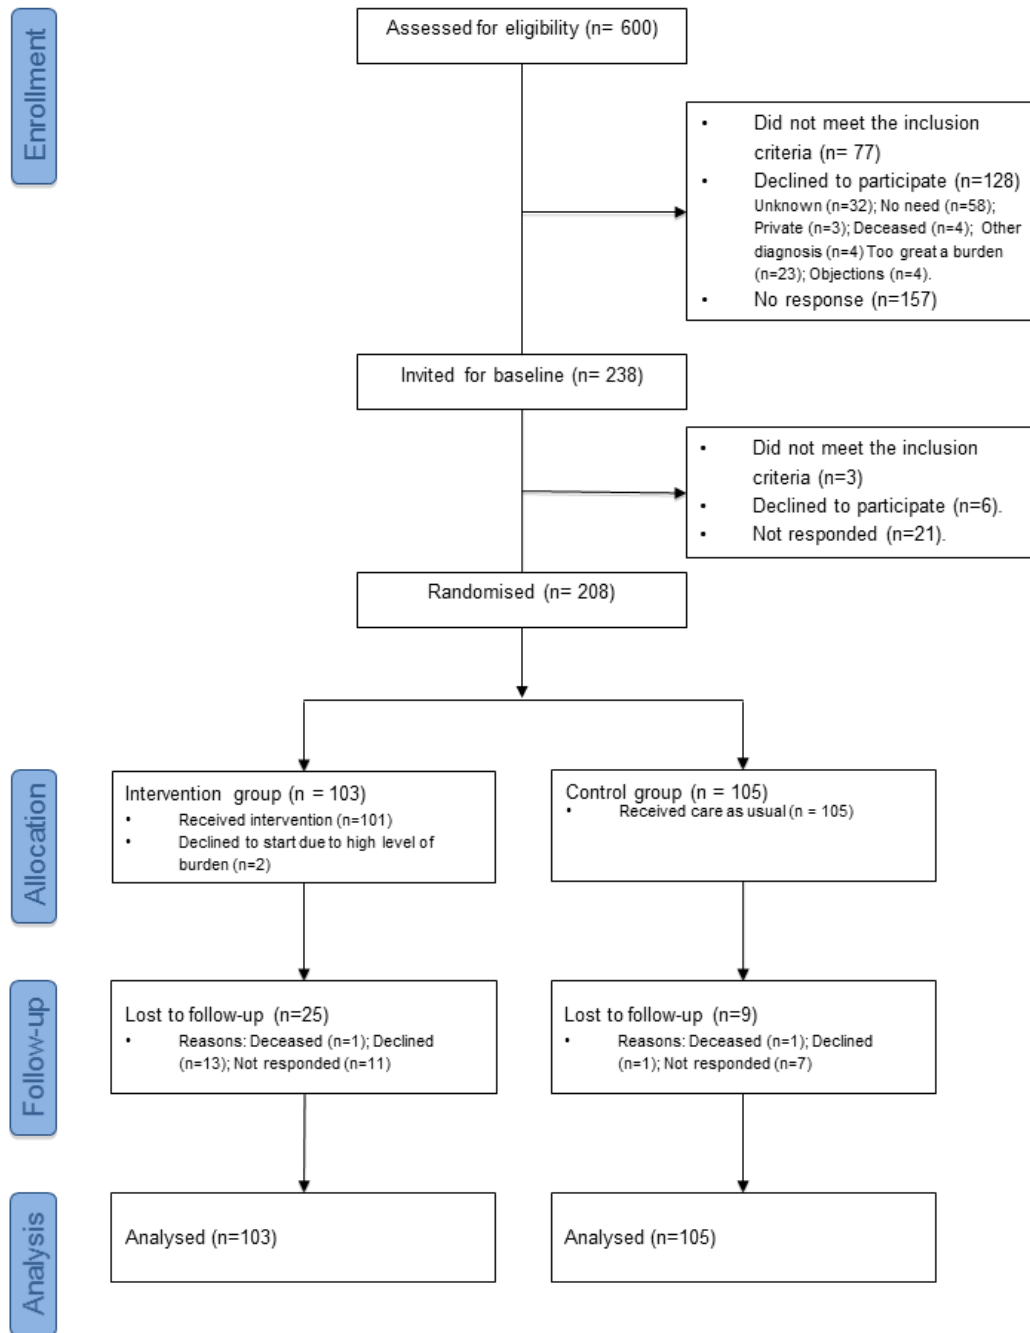 Enrollment
Assessed for eligibility (n= 600)
• Did not meet the inclusion
criteria (n= 77)
• Declined to participate (n=128)
Unknown (n=32); No need (n=58);
Private (n=3); Deceased (n=4); Other
diagnosis (n=4) Too great a burden
(n=23); Objections (n=4).
• No response (n=157)
Invited for baseline (n= 238)
• Did not meet the inclusion
criteria (n=3)
• Declined to participate (n=6).
• Not responded (n=21).
Randomised (n= 208)
Allocation
Intervention group (n = 103)
• Received intervention (n=101)
• Declined to start due to high level of
burden (n=2)
Control group (n = 105)
• Received care as usual (n = 105)
Follow-up
Lost to follow-up (n=25)
• Reasons: Deceased (n=1); Declined
(n=13); Not responded (n=11)
Lost to follow-up (n=9)
• Reasons: Deceased (n=1); Declined
(n=1); Not responded (n=7)
Analysis
Analysed (n=103)
Analysed (n=105)